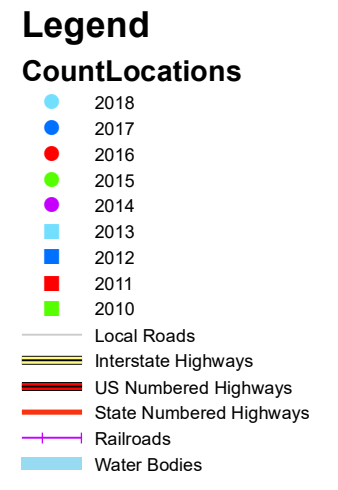 Legend
CountLocations
2018
2017
2016
2015
2014
2013
2012
2011
2010
Local Roads
Interstate Highways
US Numbered Highways
State Numbered Highways
Railroads
Water Bodies